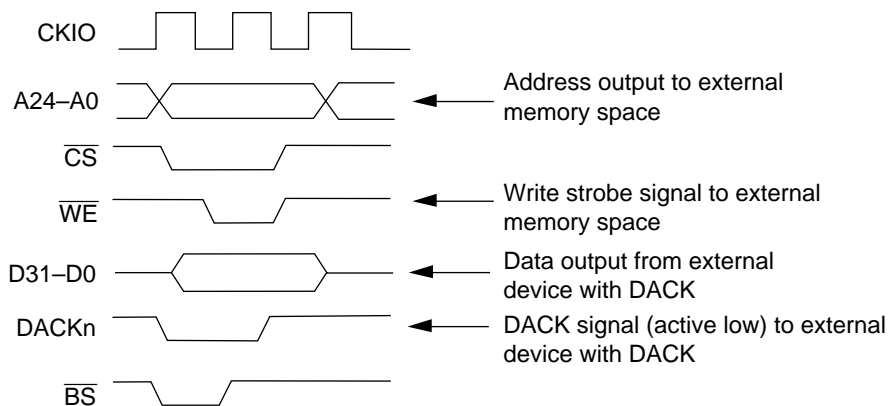 CKIO
A24–A0
Address output to external
memory space
CS
WE
Write strobe signal to external
memory space
D31–D0
Data output from external
device with DACK
DACKn
DACK signal (active low) to external
device with DACK
BS